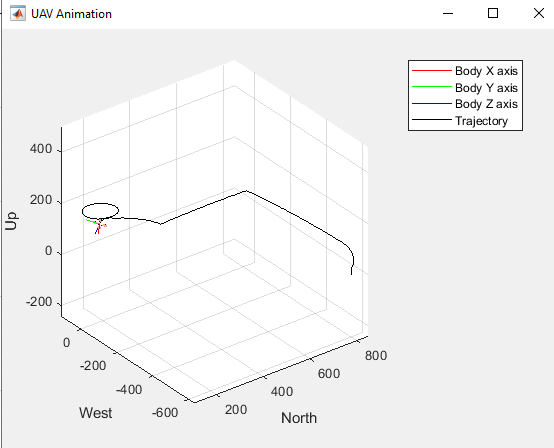 UAV Animation
Body X axis
Body Y axis
Body Z axis
Trajectory
400
200
0
-200
Up
0
-200
-400
-600
West
200
400
600
800
North